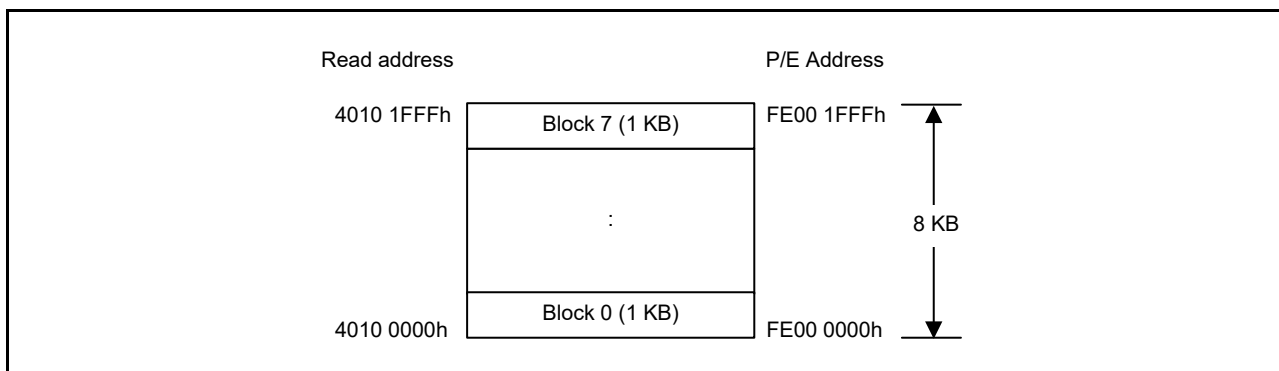 Read address P/E Address
4010 1FFFh Block 7 (1 KB) FE00 1FFFh
: 8 KB
Block 0 (1 KB)
4010 0000h FE00 0000h